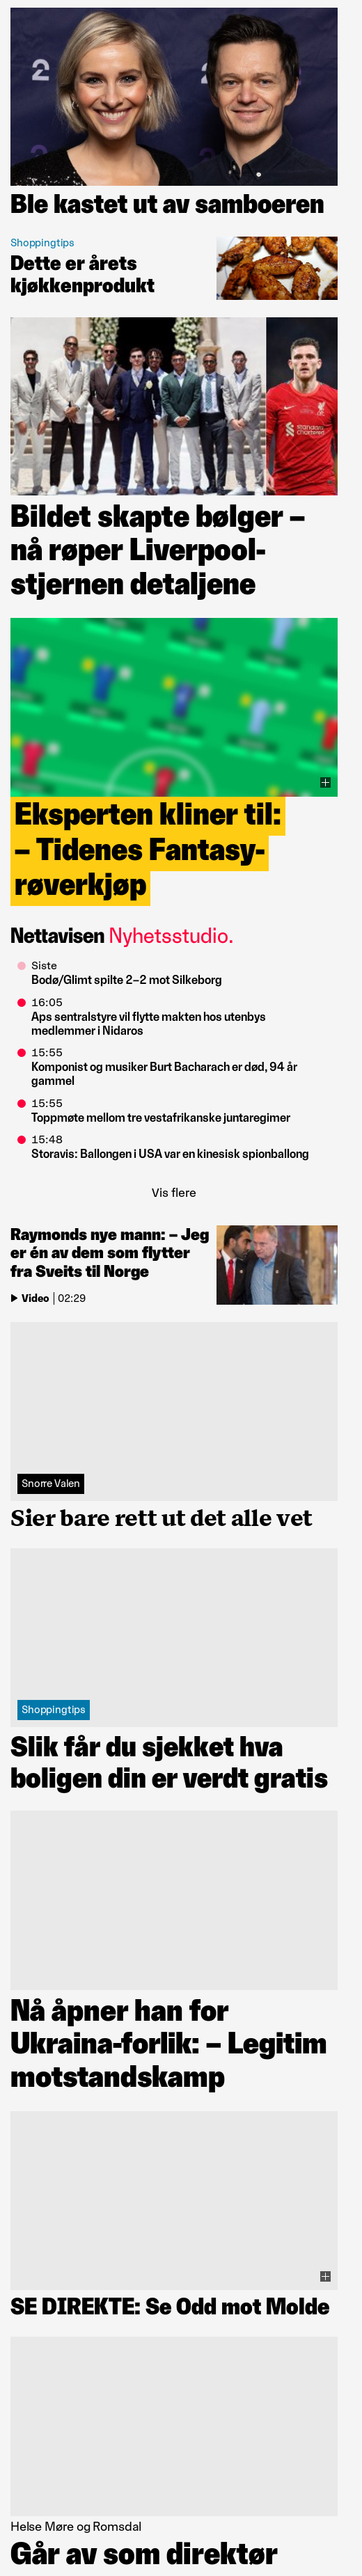 Ble kastet ut av samboeren
Shoppingtips
Dette er årets
kjøkkenprodukt
standard
chartered
Bildet skapte bølger –
nå røper Liverpool-
stjernen detaljene
Eksperten kliner til:
– Tidenes Fantasy-
røverkjøp
Nettavisen Nyhetsstudio.
Siste
Bodø/Glimt spilte 2–2 mot Silkeborg
16:05
Aps sentralstyre vil flytte makten hos utenbys
medlemmer i Nidaros
15:55
Komponist og musiker Burt Bacharach er død, 94 år
gammel
15:55
Toppmøte mellom tre vestafrikanske juntaregimer
15:48
Storavis: Ballongen i USA var en kinesisk spionballong
Vis flere
Raymonds nye mann: – Jeg
er én av dem som flytter
fra Sveits til Norge
Video | 02:29
Snorre Valen
Sier bare rett ut det alle vet
Shoppingtips
Slik får du sjekket hva
boligen din er verdt gratis
Nå åpner han for
Ukraina-forlik: – Legitim
motstandskamp
SE DIREKTE: Se Odd mot Molde
Helse Møre og Romsdal
Går av som direktør